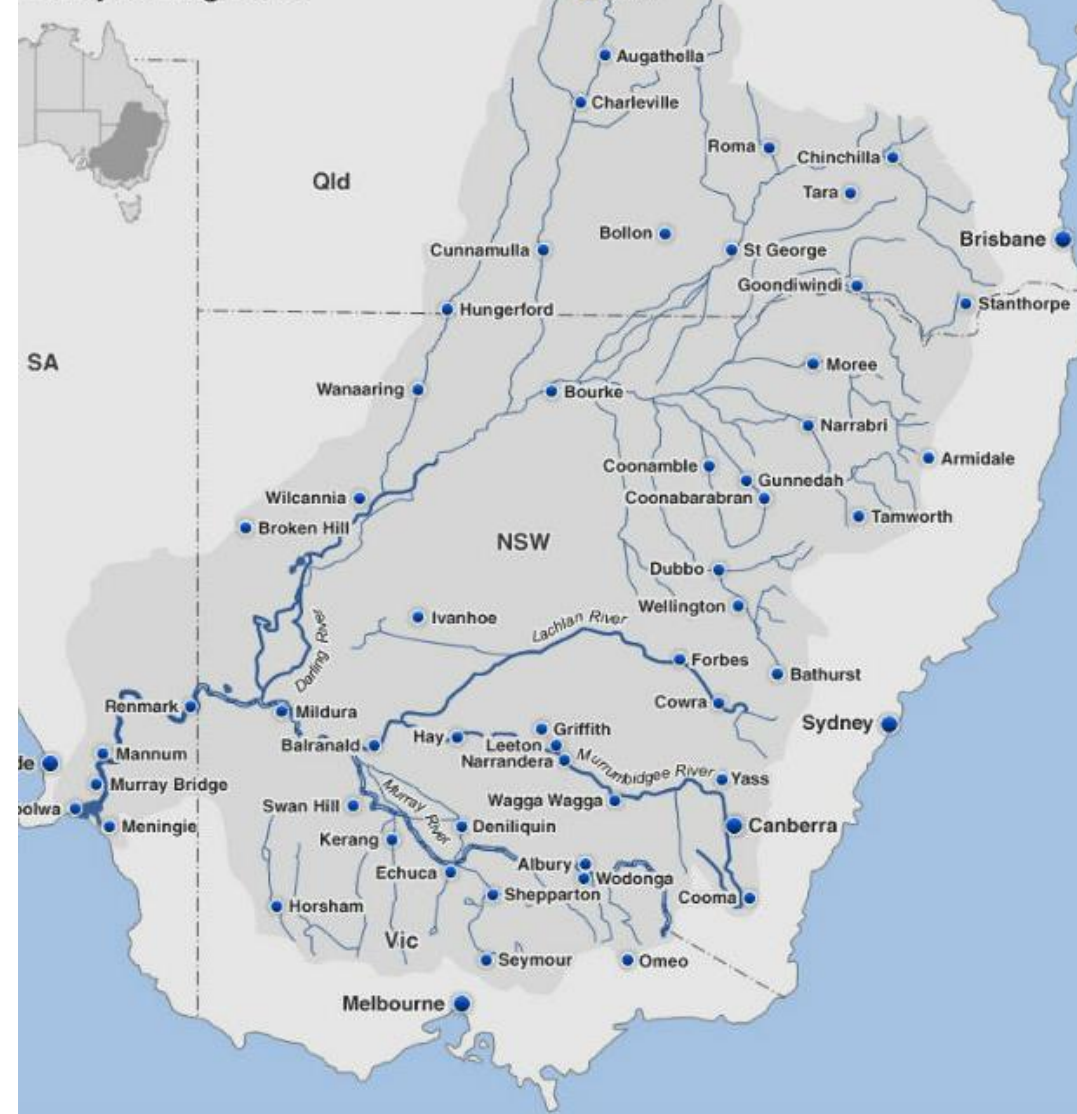 Augathella
Charleville
Roma
Chinchilla
Tara
Qld
Bollon
Brisbane
Cunnamulla
St George
Goondiwindi
Stanthorpe
Hungerford
SA
Moree
Wanaaring
Bourke
Narrabri
Armidale
Coonamble
Gunnedah
Coonabarabran
Wilcannia
Tamworth
Broken Hill
NSW
Dubbo
Wellington
Ivanhoe
Lachlan River
Darling River
Forbes
Bathurst
Cowra
Renmark
Mildura
Sydney
Griffith
Hay
Balranald
Leeton
Mannum
Narrandera
de
Murrumbidgee River
Yass
Murray Bridge
Murray River
Wagga Wagga
Swan Hill
oolwa
Meningie
Deniliquin
Canberra
Kerang
Albury
Echuca
Wodonga
Shepparton
Cooma
Horsham
Vic
Seymour
Omeo
Melbourne